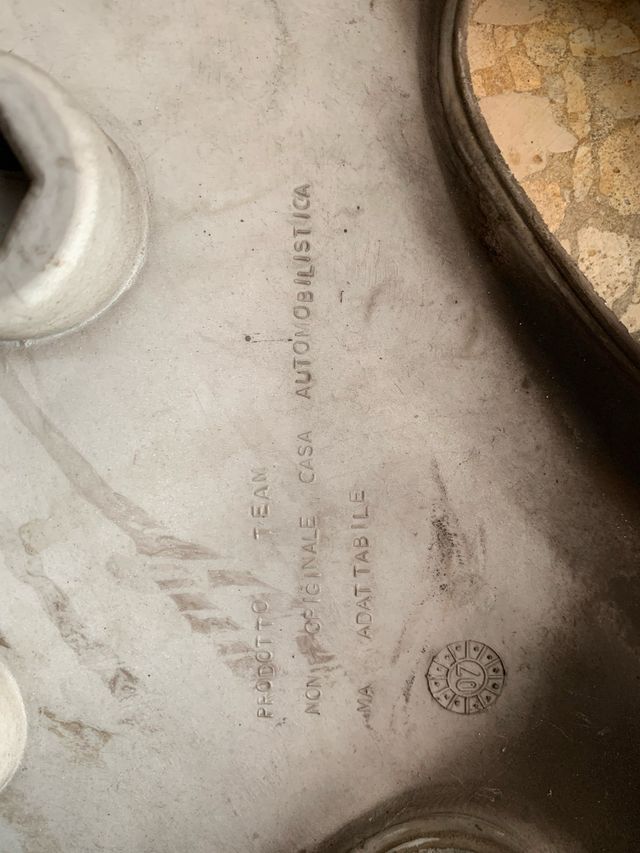 PRODOTTO TEAM
NON ORIGINALE CASA AUTOMOBILISTICA
MA ADATTABILE
07